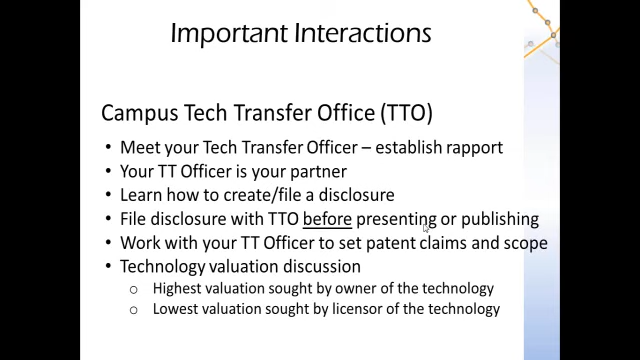 Important Interactions
Campus Tech Transfer Office (TTO)
• Meet your Tech Transfer Officer – establish rapport
• Your TT Officer is your partner
• Learn how to create/file a disclosure
• File disclosure with TTO before presenting or publishing
• Work with your TT Officer to set patent claims and scope
• Technology valuation discussion
o Highest valuation sought by owner of the technology
o Lowest valuation sought by licensor of the technology